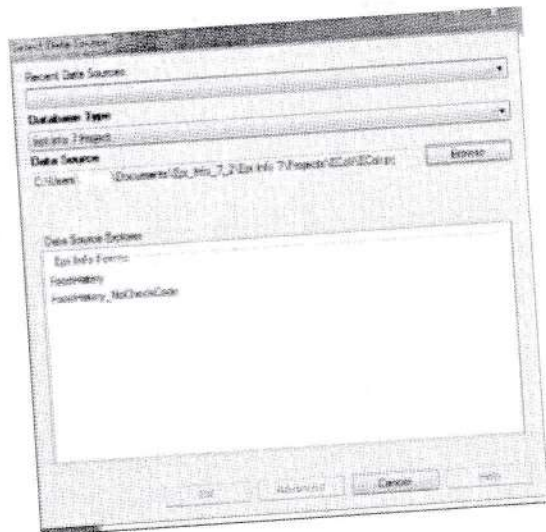 Select Data Source
Recent Data Sources
Database Type
Epi Info 7 Project
Data Source
C:\Users\ \Documents\Epi_Info_7_2\Epi Info 7\Projects\EColi\EColi.prj
Browse
Data Source Explorer
Epi Info Forms
FoodHistory
FoodHistory_NoCheckCode
OK Advanced Cancel Help